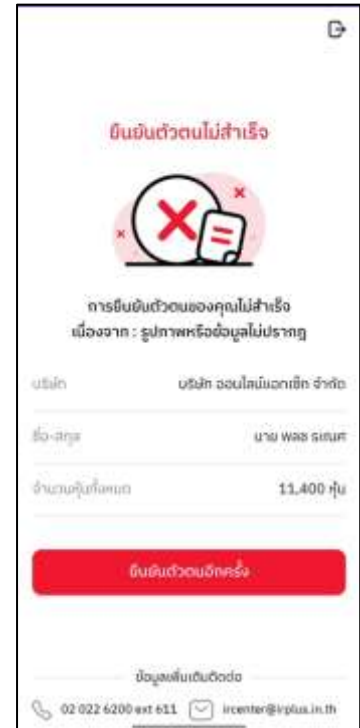 ยืนยันตัวตนไม่สำเร็จ
การยืนยันตัวตนของคุณไม่สำเร็จ
เนื่องจาก : รูปภาพหรือข้อมูลไม่ปรากฏ
บริษัท บริษัท ออนไลน์แอสเซ็ท จำกัด
ชื่อ-สกุล นาย พลช
จำนวนหุ้นทั้งหมด 11,400 หุ้น
ยืนยันตัวตนอีกครั้ง
ข้อมูลเพิ่มเติมติดต่อ
02 022 6200 ext 611 ircenter@irplus.in.th